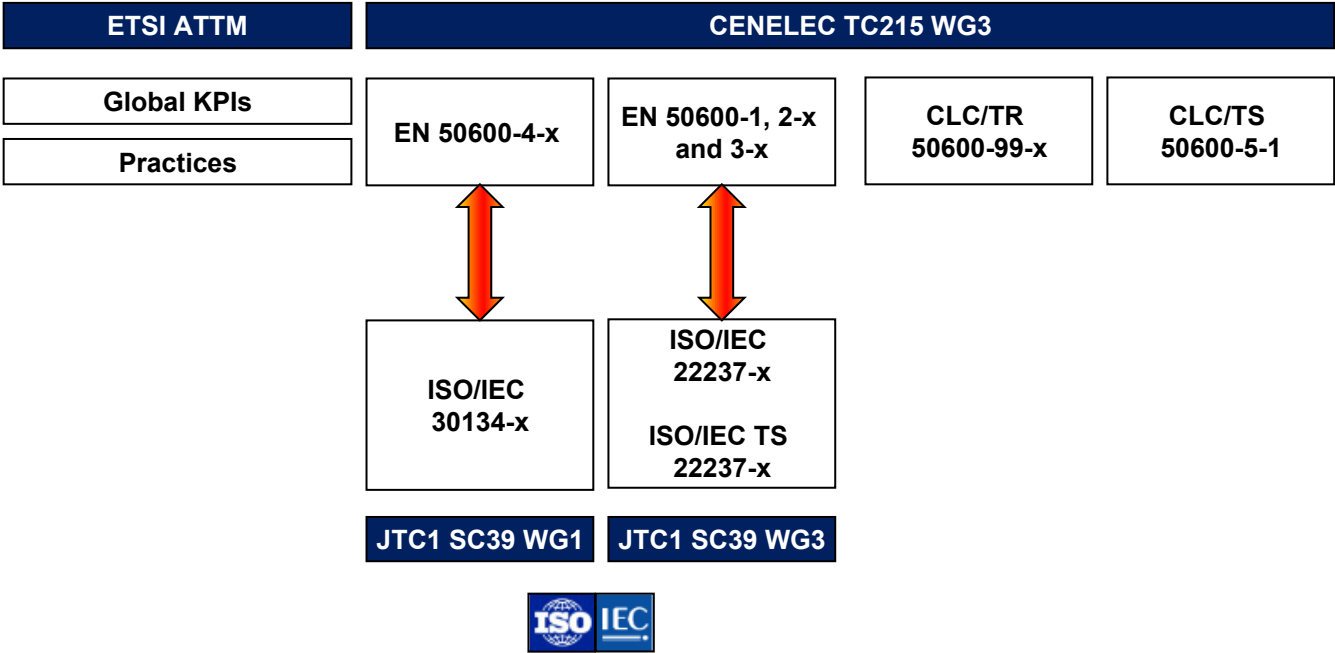 ETSI ATTM
CENELEC TC215 WG3
Global KPIs
Practices
EN 50600-4-x
EN 50600-1, 2-x
and 3-x
CLC/TR
50600-99-x
CLC/TS
50600-5-1
ISO/IEC
30134-x
ISO/IEC
22237-x
ISO/IEC TS
22237-x
JTC1 SC39 WG1
JTC1 SC39 WG3
ISO
IEC